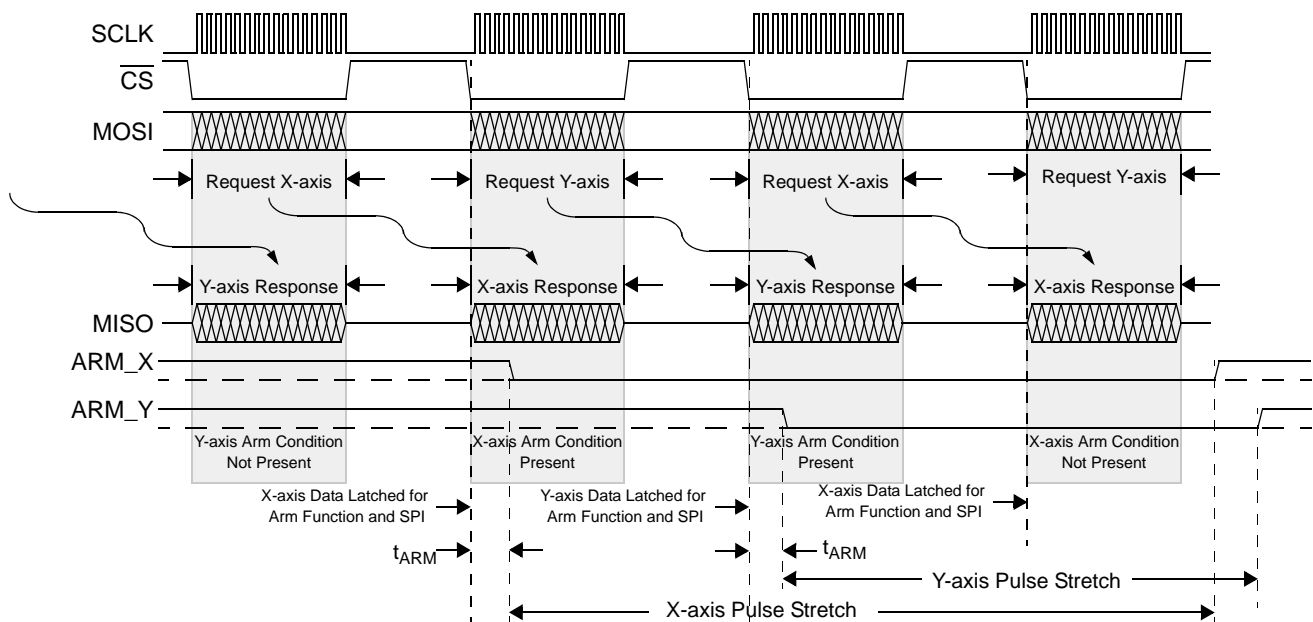 SCLK
CS
MOSI
Request X-axis
Request Y-axis
Request X-axis
Request Y-axis
Y-axis Response
X-axis Response
Y-axis Response
X-axis Response
MISO
ARM_X
ARM_Y
Y-axis Arm Condition
Not Present
X-axis Arm Condition
Present
Y-axis Arm Condition
Present
X-axis Arm Condition
Not Present
X-axis Data Latched for
Arm Function and SPI
Y-axis Data Latched for
Arm Function and SPI
X-axis Data Latched for
Arm Function and SPI
tARM
tARM
Y-axis Pulse Stretch
X-axis Pulse Stretch